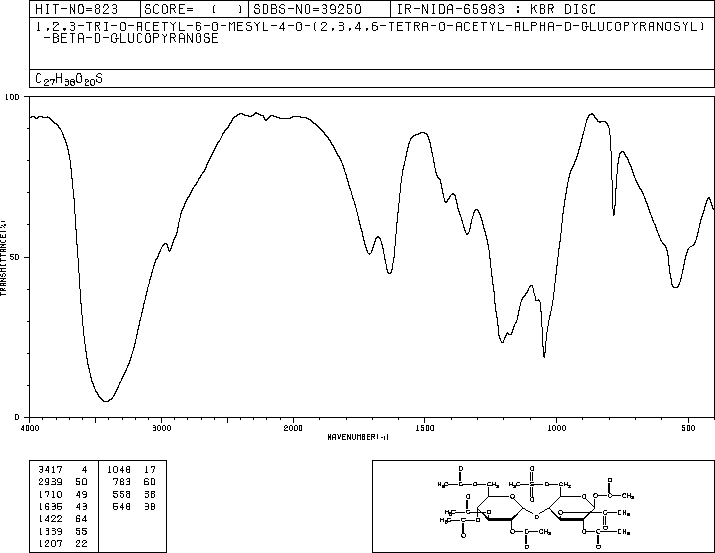 HIT-NO=823 SCORE= ( ) SDBS-NO=39250 IR-NIDA-65983 : KBR DISC
1,2,3-TRI-O-ACETYL-6-O-MESYL-4-O-(2,3,4,6-TETRA-O-ACETYL-ALPHA-D-GLUCOPYRANOSYL)
-BETA-D-GLUCOPYRANOSE
C27H38O20S
100
50
0
TRANSMITTANCE(%)
4000 3000 2000 1500 1000 500
WAVENUMBER(-1)
3417 4 1048 17
2939 50 783 60
1710 49 558 38
1635 43 548 38
1422 64
1339 55
1207 22